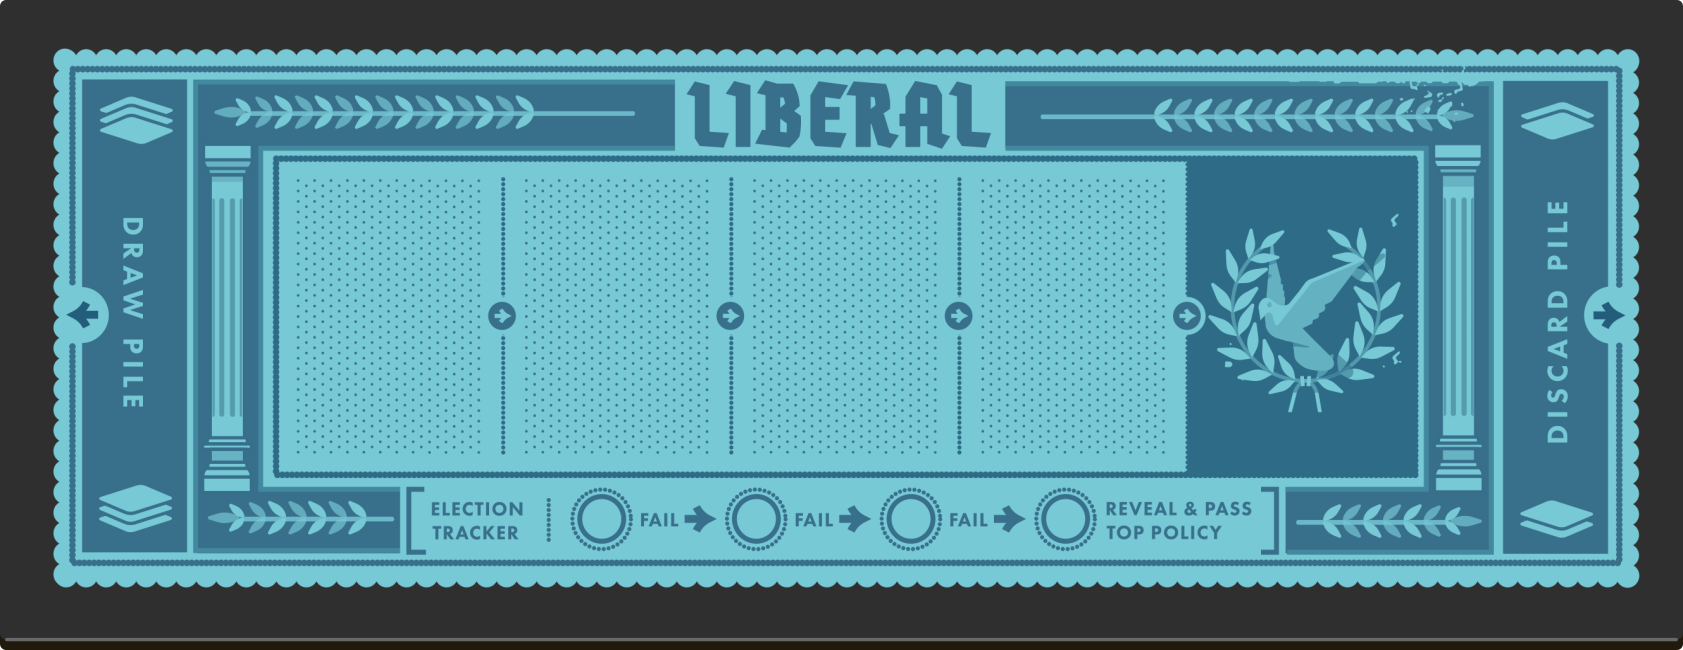 LIBERAL
DRAW PILE
DISCARD PILE
ELECTION
TRACKER
FAIL
FAIL
FAIL
REVEAL & PASS
TOP POLICY